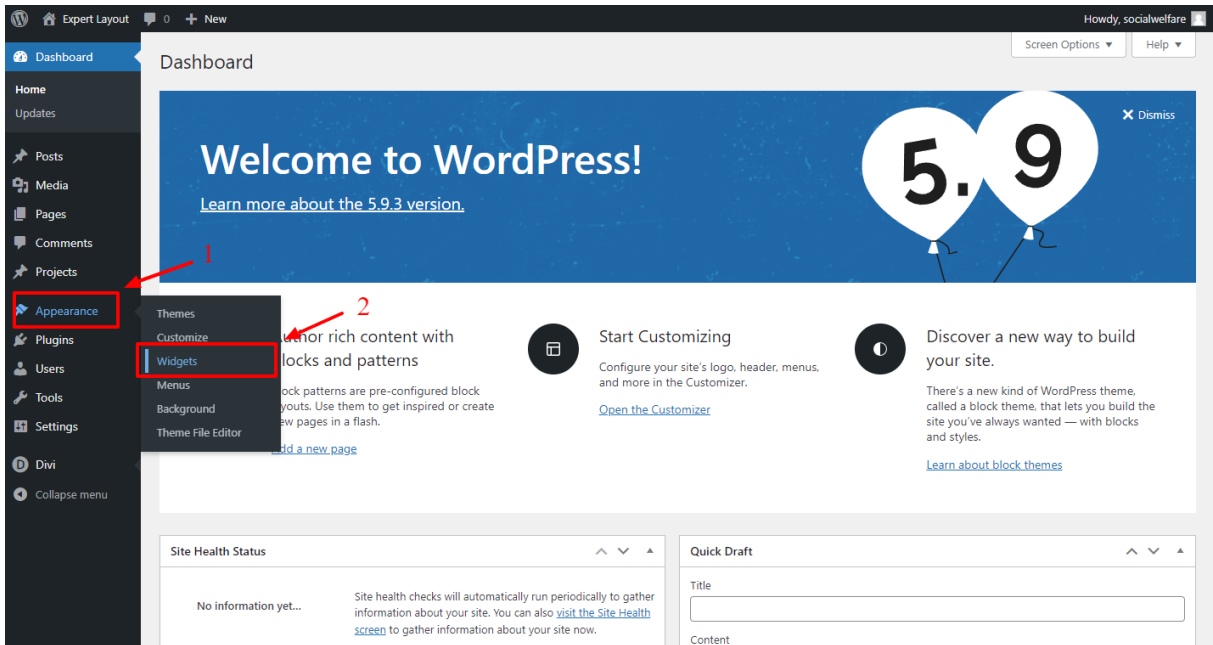 Expert Layout 0 + New Howdy, socialwelfare
Dashboard
Home
Updates
Posts
Media
Pages
Comments
Projects
Appearance
Plugins
Users
Tools
Settings
Divi
Collapse menu
1
2
Themes
Customize
Widgets
Menus
Background
Theme File Editor
Screen Options ▼ Help ▼
Dashboard
Dismiss
Welcome to WordPress!
Learn more about the 5.9.3 version.
5.9
uthor rich content with
locks and patterns
ock patterns are pre-configured block
youts. Use them to get inspired or create
ew pages in a flash.
dd a new page
Start Customizing
Configure your site's logo, header, menus,
and more in the Customizer.
Open the Customizer
Discover a new way to build
your site.
There's a new kind of WordPress theme,
called a block theme, that lets you build the
site you've always wanted — with blocks
and styles.
Learn about block themes
Site Health Status
No information yet...
Site health checks will automatically run periodically to gather
information about your site. You can also visit the Site Health
screen to gather information about your site now.
Quick Draft
Title
Content